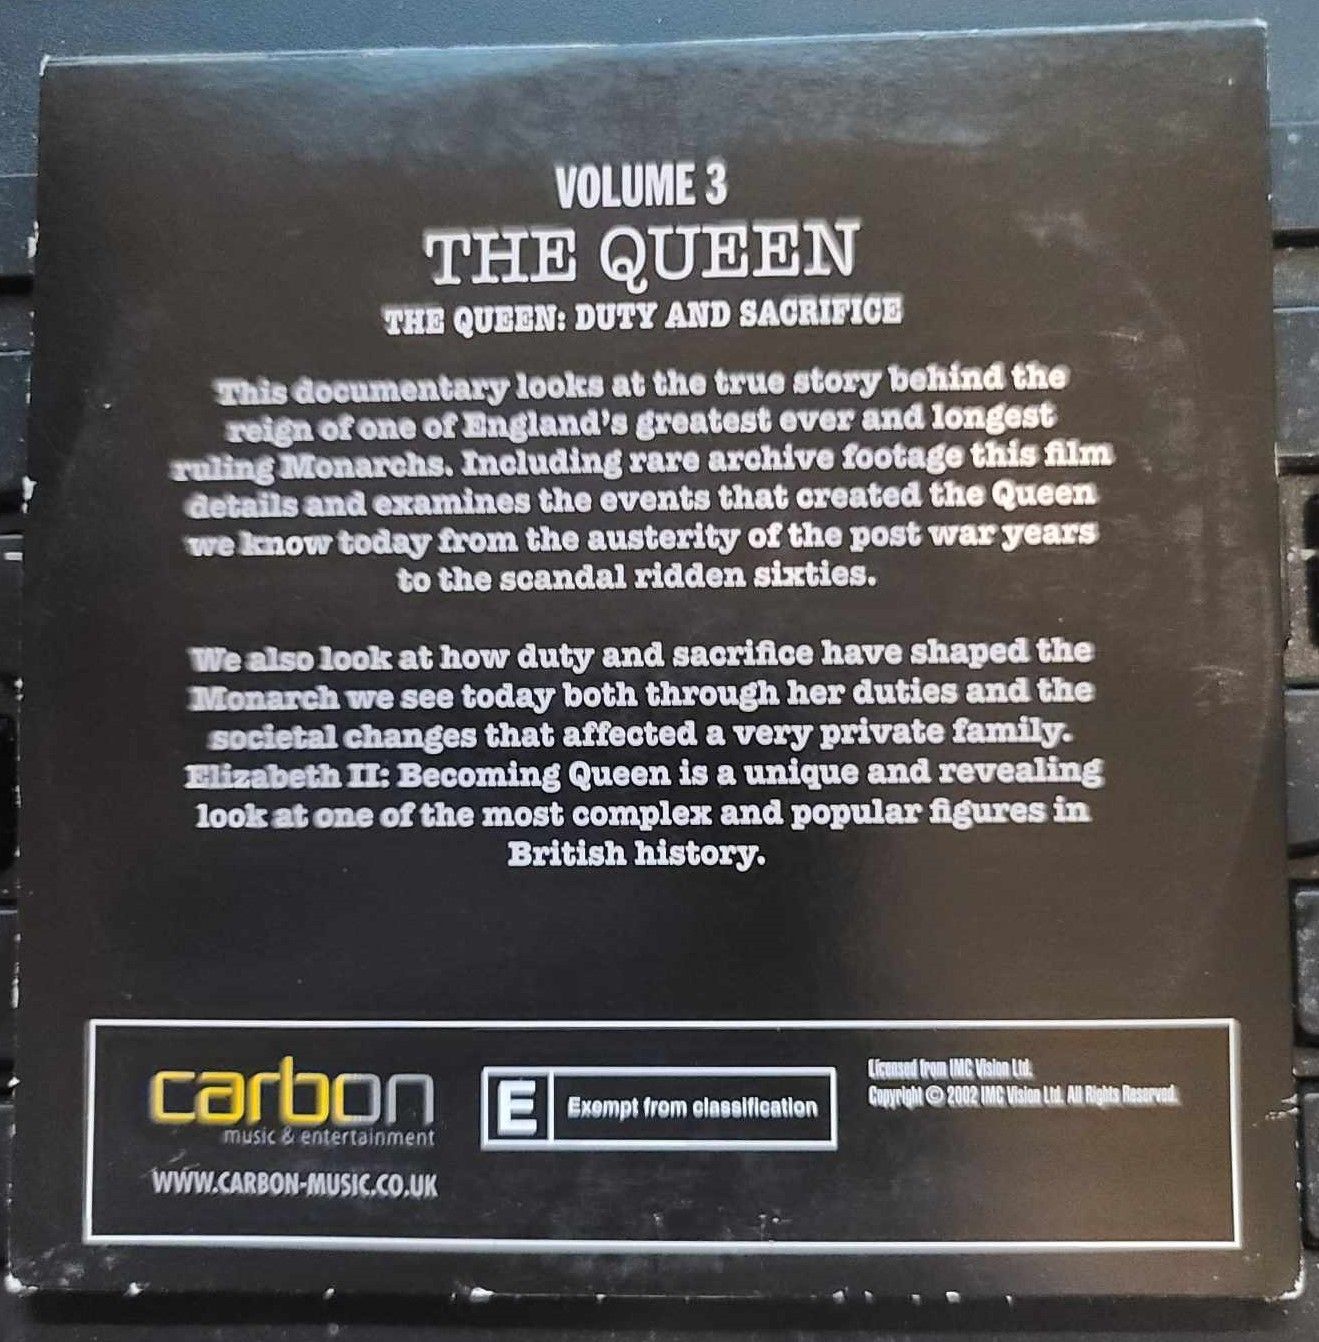 VOLUME 3
THE QUEEN
THE QUEEN: DUTY AND SACRIFICE
This documentary looks at the true story behind the
reign of one of England's greatest ever and longest
ruling Monarchs. Including rare archive footage this film
details and examines the events that created the Queen
we know today from the austerity of the post war years
to the scandal ridden sixties.
We also look at how duty and sacrifice have shaped the
Monarch we see today both through her duties and the
societal changes that affected a very private family.
Elizabeth II: Becoming Queen is a unique and revealing
look at one of the most complex and popular figures in
British history.
carbon
music & entertainment
WWW.CARBON-MUSIC.CO.UK
E Exempt from classification
Licensed from IMC Vision Ltd.
Copyright © 2002 IMC Vision Ltd. All Rights Reserved.